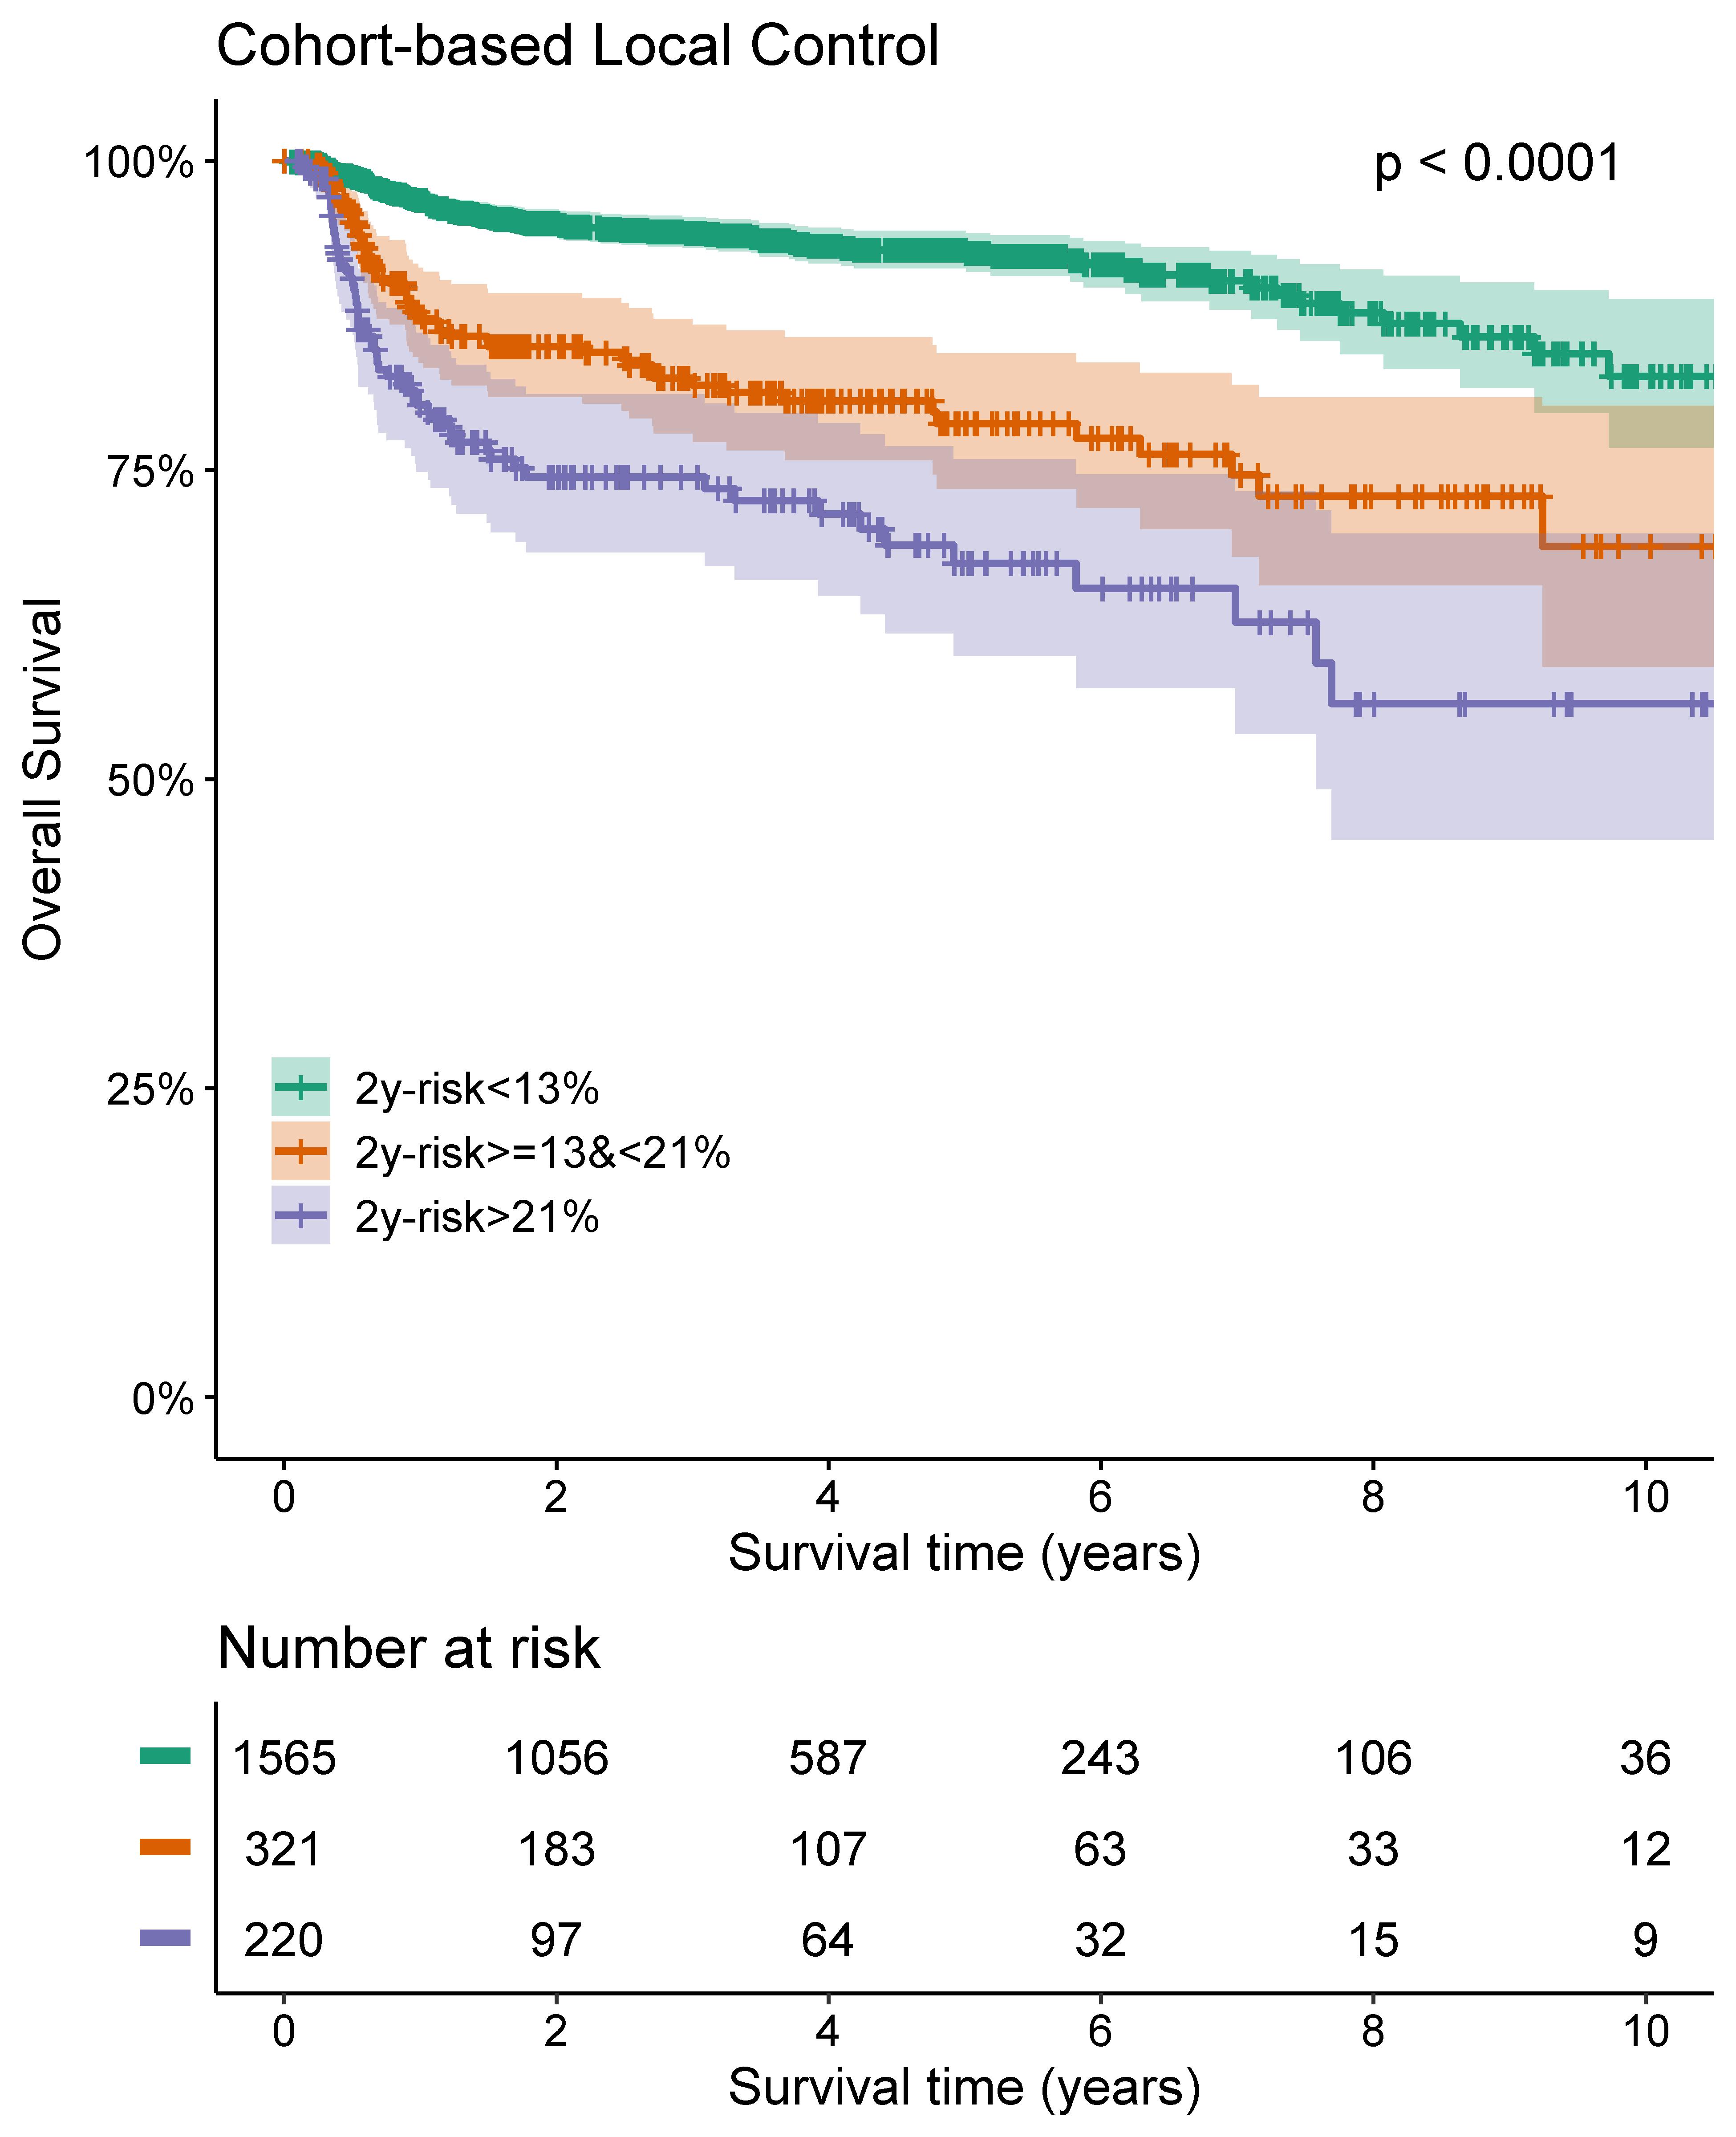 Cohort-based Local Control
p < 0.0001
100%
75%
50%
25%
0%
Overall Survival
2y-risk<13%
2y-risk>=13&<21%
2y-risk>21%
0 2 4 6 8 10
Survival time (years)
Number at risk
1565 1056 587 243 106 36
321 183 107 63 33 12
220 97 64 32 15 9
0 2 4 6 8 10
Survival time (years)